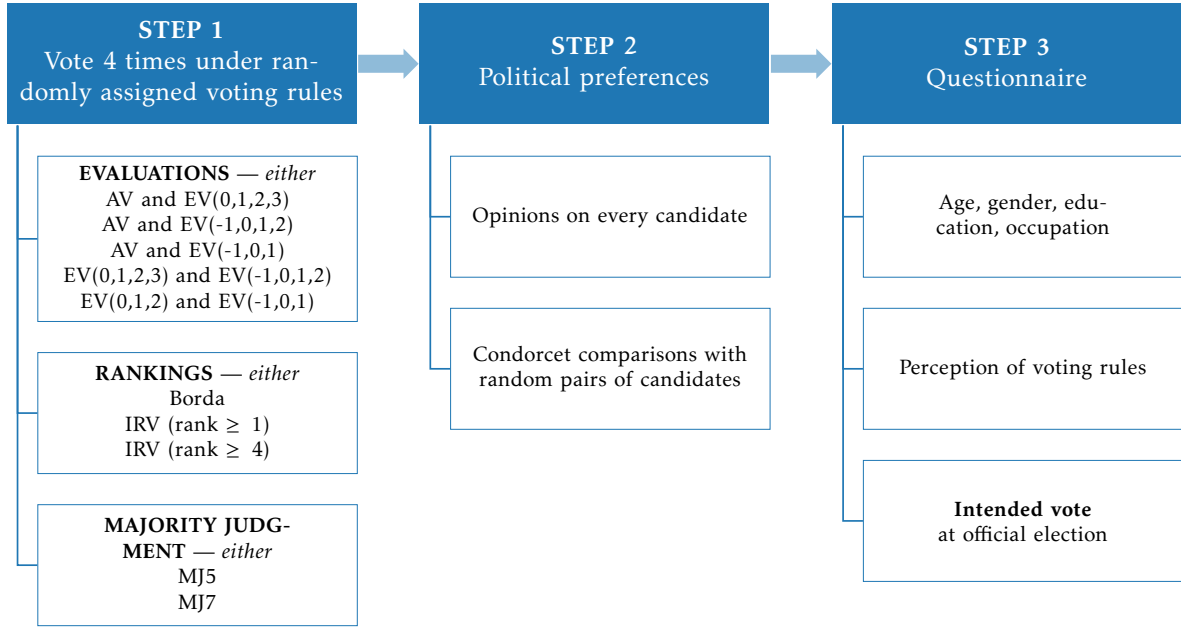 STEP 1
Vote 4 times under ran-
domly assigned voting rules
EVALUATIONS — either
AV and EV(0,1,2,3)
AV and EV(-1,0,1,2)
AV and EV(-1,0,1)
EV(0,1,2,3) and EV(-1,0,1,2)
EV(0,1,2) and EV(-1,0,1)
RANKINGS — either
Borda
IRV (rank ≥ 1)
IRV (rank ≥ 4)
MAJORITY JUDG-
MENT — either
MJ5
MJ7
STEP 2
Political preferences
Opinions on every candidate
Condorcet comparisons with
random pairs of candidates
STEP 3
Questionnaire
Age, gender, edu-
cation, occupation
Perception of voting rules
Intended vote
at official election